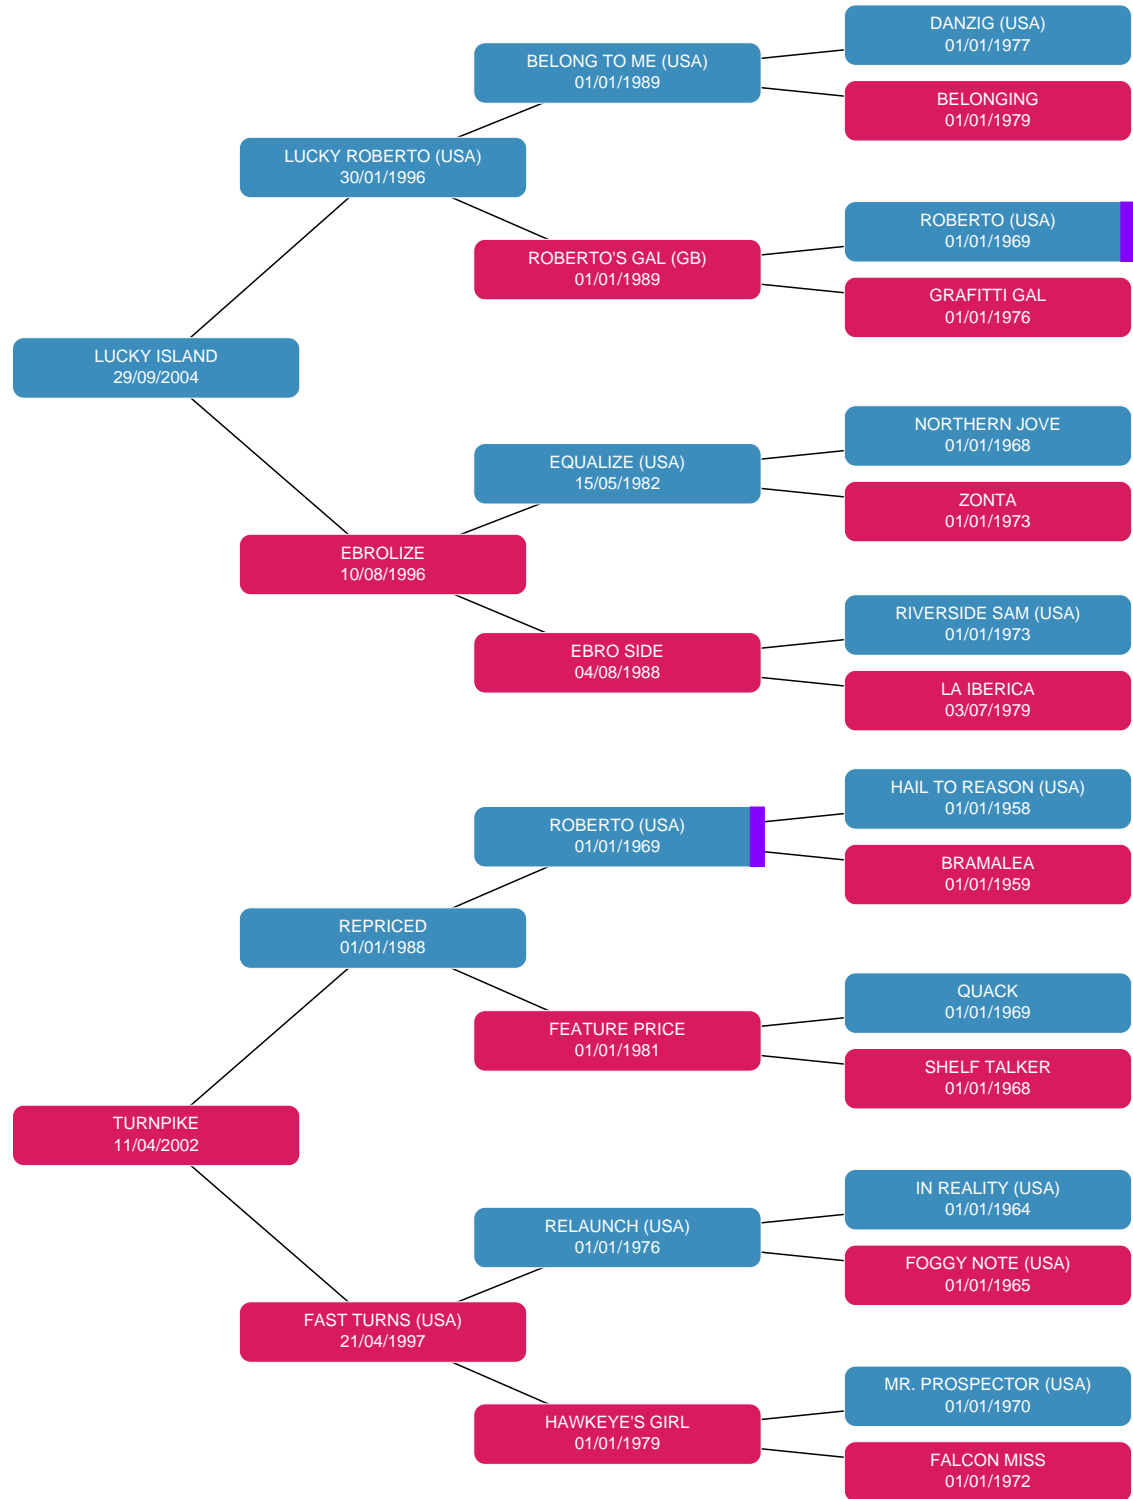 DANZIG (USA)
01/01/1977
BELONG TO ME (USA)
01/01/1989
BELONGING
01/01/1979
LUCKY ROBERTO (USA)
30/01/1996
ROBERTO (USA)
01/01/1969
ROBERTO'S GAL (GB)
01/01/1989
GRAFITTI GAL
01/01/1976
LUCKY ISLAND
29/09/2004
NORTHERN JOVE
01/01/1968
EQUALIZE (USA)
15/05/1982
ZONTA
01/01/1973
EBROLIZE
10/08/1996
RIVERSIDE SAM (USA)
01/01/1973
EBRO SIDE
04/08/1988
LA IBERICA
03/07/1979
HAIL TO REASON (USA)
01/01/1958
ROBERTO (USA)
01/01/1969
BRAMALEA
01/01/1959
REPRICED
01/01/1988
QUACK
01/01/1969
FEATURE PRICE
01/01/1981
SHELF TALKER
01/01/1968
TURNPIKE
11/04/2002
IN REALITY (USA)
01/01/1964
RELAUNCH (USA)
01/01/1976
FOGGY NOTE (USA)
01/01/1965
FAST TURNS (USA)
21/04/1997
MR. PROSPECTOR (USA)
01/01/1970
HAWKEYE'S GIRL
01/01/1979
FALCON MISS
01/01/1972